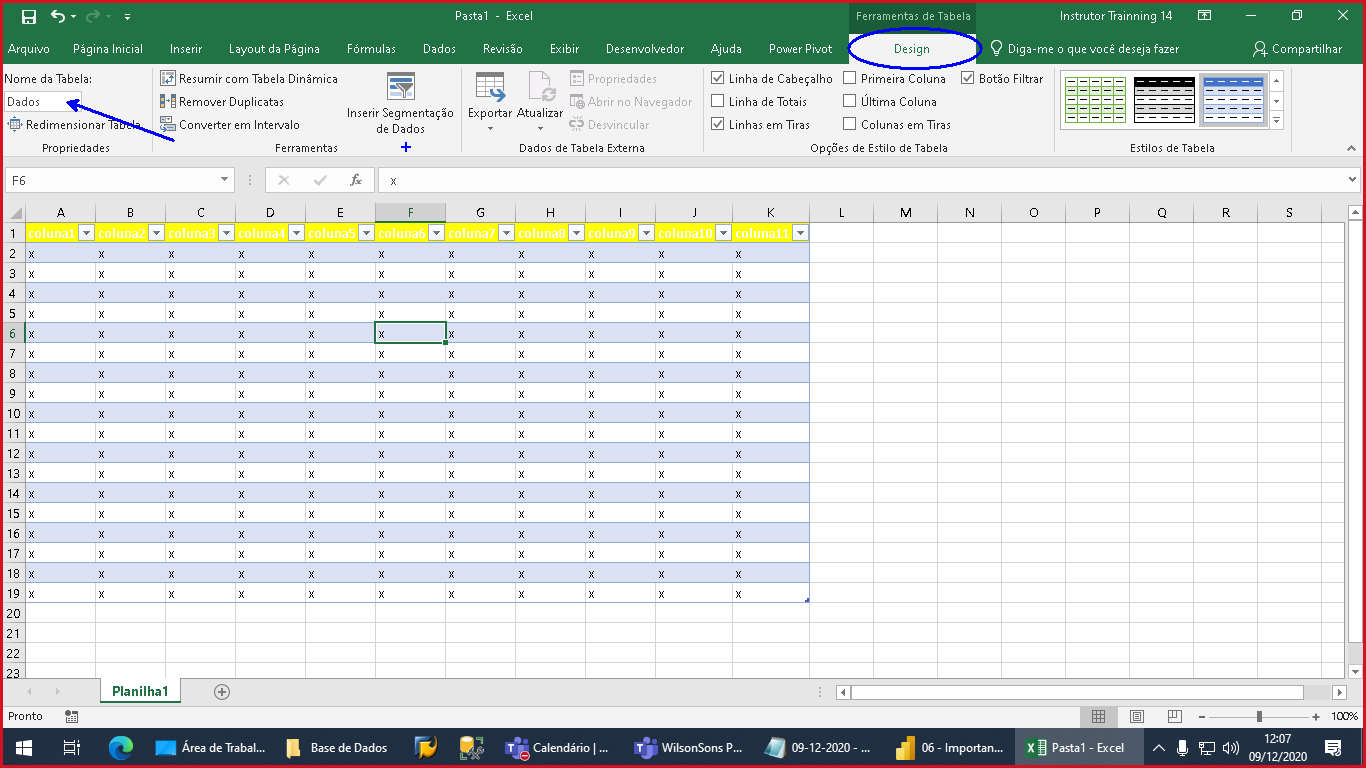 Pasta1 - Excel
Ferramentas de Tabela
Instrutor Trainning 14
Arquivo Página Inicial Inserir Layout da Página Fórmulas Dados Revisão Exibir Desenvolvedor Ajuda Power Pivot Design Diga-me o que você deseja fazer Compartilhar
Nome da Tabela:
Dados
Redimensionar Tabela
Propriedades
Resumir com Tabela Dinâmica
Remover Duplicatas
Converter em Intervalo
Inserir Segmentação
de Dados
Ferramentas
Exportar Atualizar
Propriedades
Abrir no Navegador
Desvincular
Dados de Tabela Externa
Linha de Cabeçalho Primeira Coluna Botão Filtrar
Linha de Totais Última Coluna
Linhas em Tiras Colunas em Tiras
Opções de Estilo de Tabela
Estilos de Tabela
F6 fx x
A B C D E F G H I J K L M N O P Q R S
1 coluna1 coluna2 coluna3 coluna4 coluna5 coluna6 coluna7 coluna8 coluna9 coluna10 coluna11
2 x x x x x x x x x x x
3 x x x x x x x x x x x
4 x x x x x x x x x x x
5 x x x x x x x x x x x
6 x x x x x x x x x x x
7 x x x x x x x x x x x
8 x x x x x x x x x x x
9 x x x x x x x x x x x
10 x x x x x x x x x x x
11 x x x x x x x x x x x
12 x x x x x x x x x x x
13 x x x x x x x x x x x
14 x x x x x x x x x x x
15 x x x x x x x x x x x
16 x x x x x x x x x x x
17 x x x x x x x x x x x
18 x x x x x x x x x x x
19 x x x x x x x x x x x
20
21
22
23
Planilha1
Pronto
100%
Área de Trabal... Base de Dados Calendário | ... WilsonSons P... 09-12-2020 - ... 06 - Importan... Pasta1 - Excel
12:07
09/12/2020